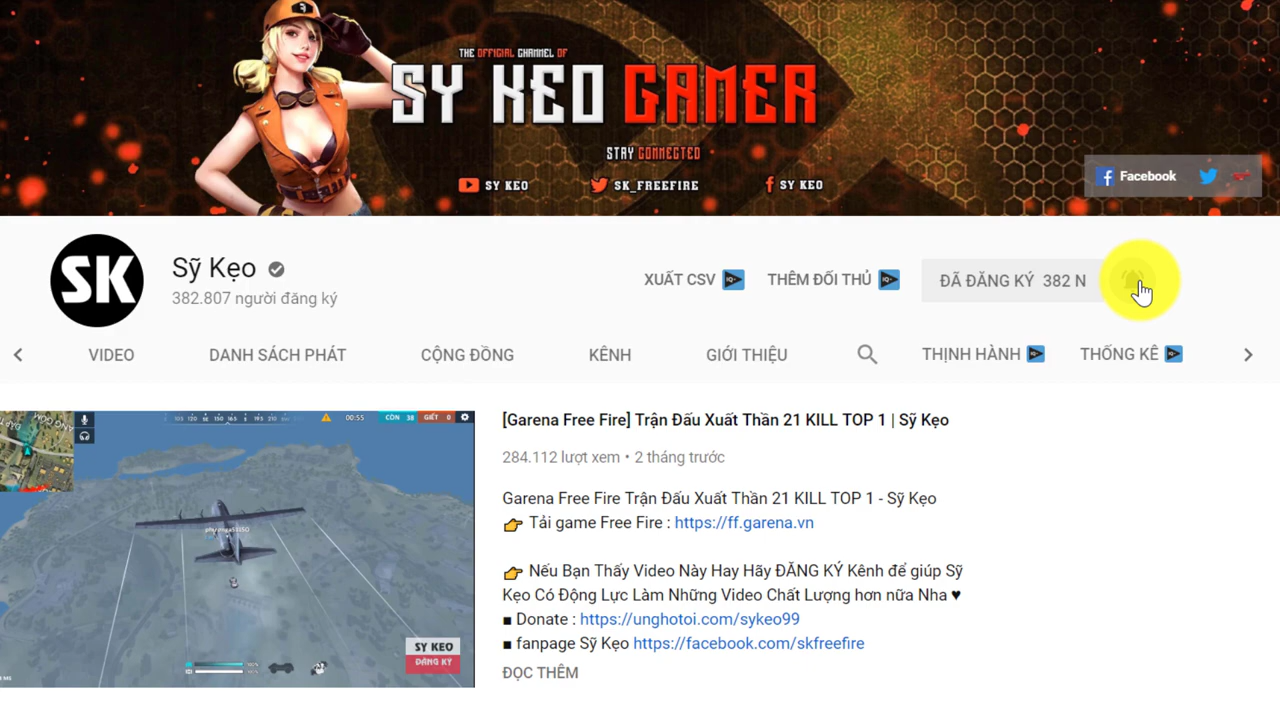 THE OFFICIAL CHANNEL OF
SY KEO GAMER
STAY CONNECTED
SY KEO
SK_FREEFIRE
SY KEO
Facebook
SK
Sỹ Kẹo
382.807 người đăng ký
XUẤT CSV
THÊM ĐỐI THỦ
ĐÃ ĐĂNG KÝ 382 N
VIDEO
DANH SÁCH PHÁT
CỘNG ĐỒNG
KÊNH
GIỚI THIỆU
THỊNH HÀNH
THỐNG KÊ
00:55
CÒN 38
GIẾT 0
SY KEO
ĐĂNG KÝ
[Garena Free Fire] Trận Đấu Xuất Thần 21 KILL TOP 1 | Sỹ Kẹo
284.112 lượt xem • 2 tháng trước
Garena Free Fire Trận Đấu Xuất Thần 21 KILL TOP 1 - Sỹ Kẹo
👉 Tải game Free Fire : https://ff.garena.vn
👉 Nếu Bạn Thấy Video Này Hay Hãy ĐĂNG KÝ Kênh để giúp Sỹ
Kẹo Có Động Lực Làm Những Video Chất Lượng hơn nữa Nha ♥
■ Donate : https://unghotoi.com/sykeo99
■ fanpage Sỹ Kẹo https://facebook.com/skfreefire
ĐỌC THÊM